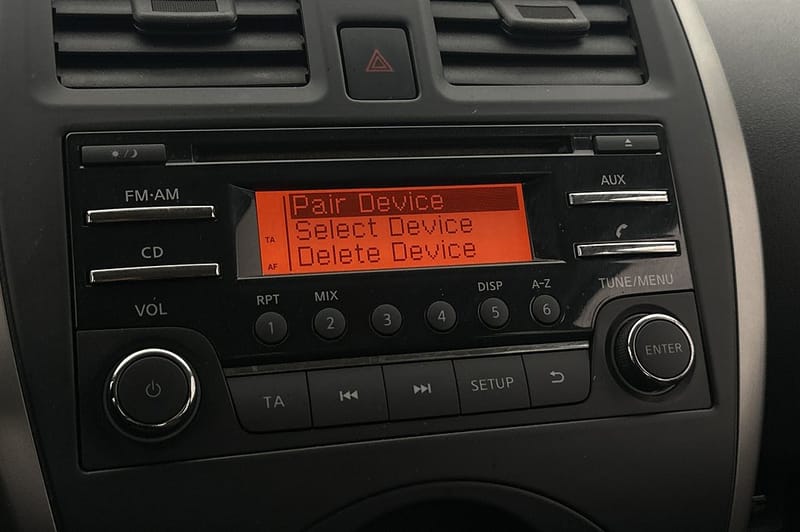 FM·AM
AUX
CD
Pair Device
Select Device
Delete Device
TA
AF
VOL
TUNE/MENU
RPT
MIX
DISP
A-Z
1
2
3
4
5
6
ENTER
TA
SETUP